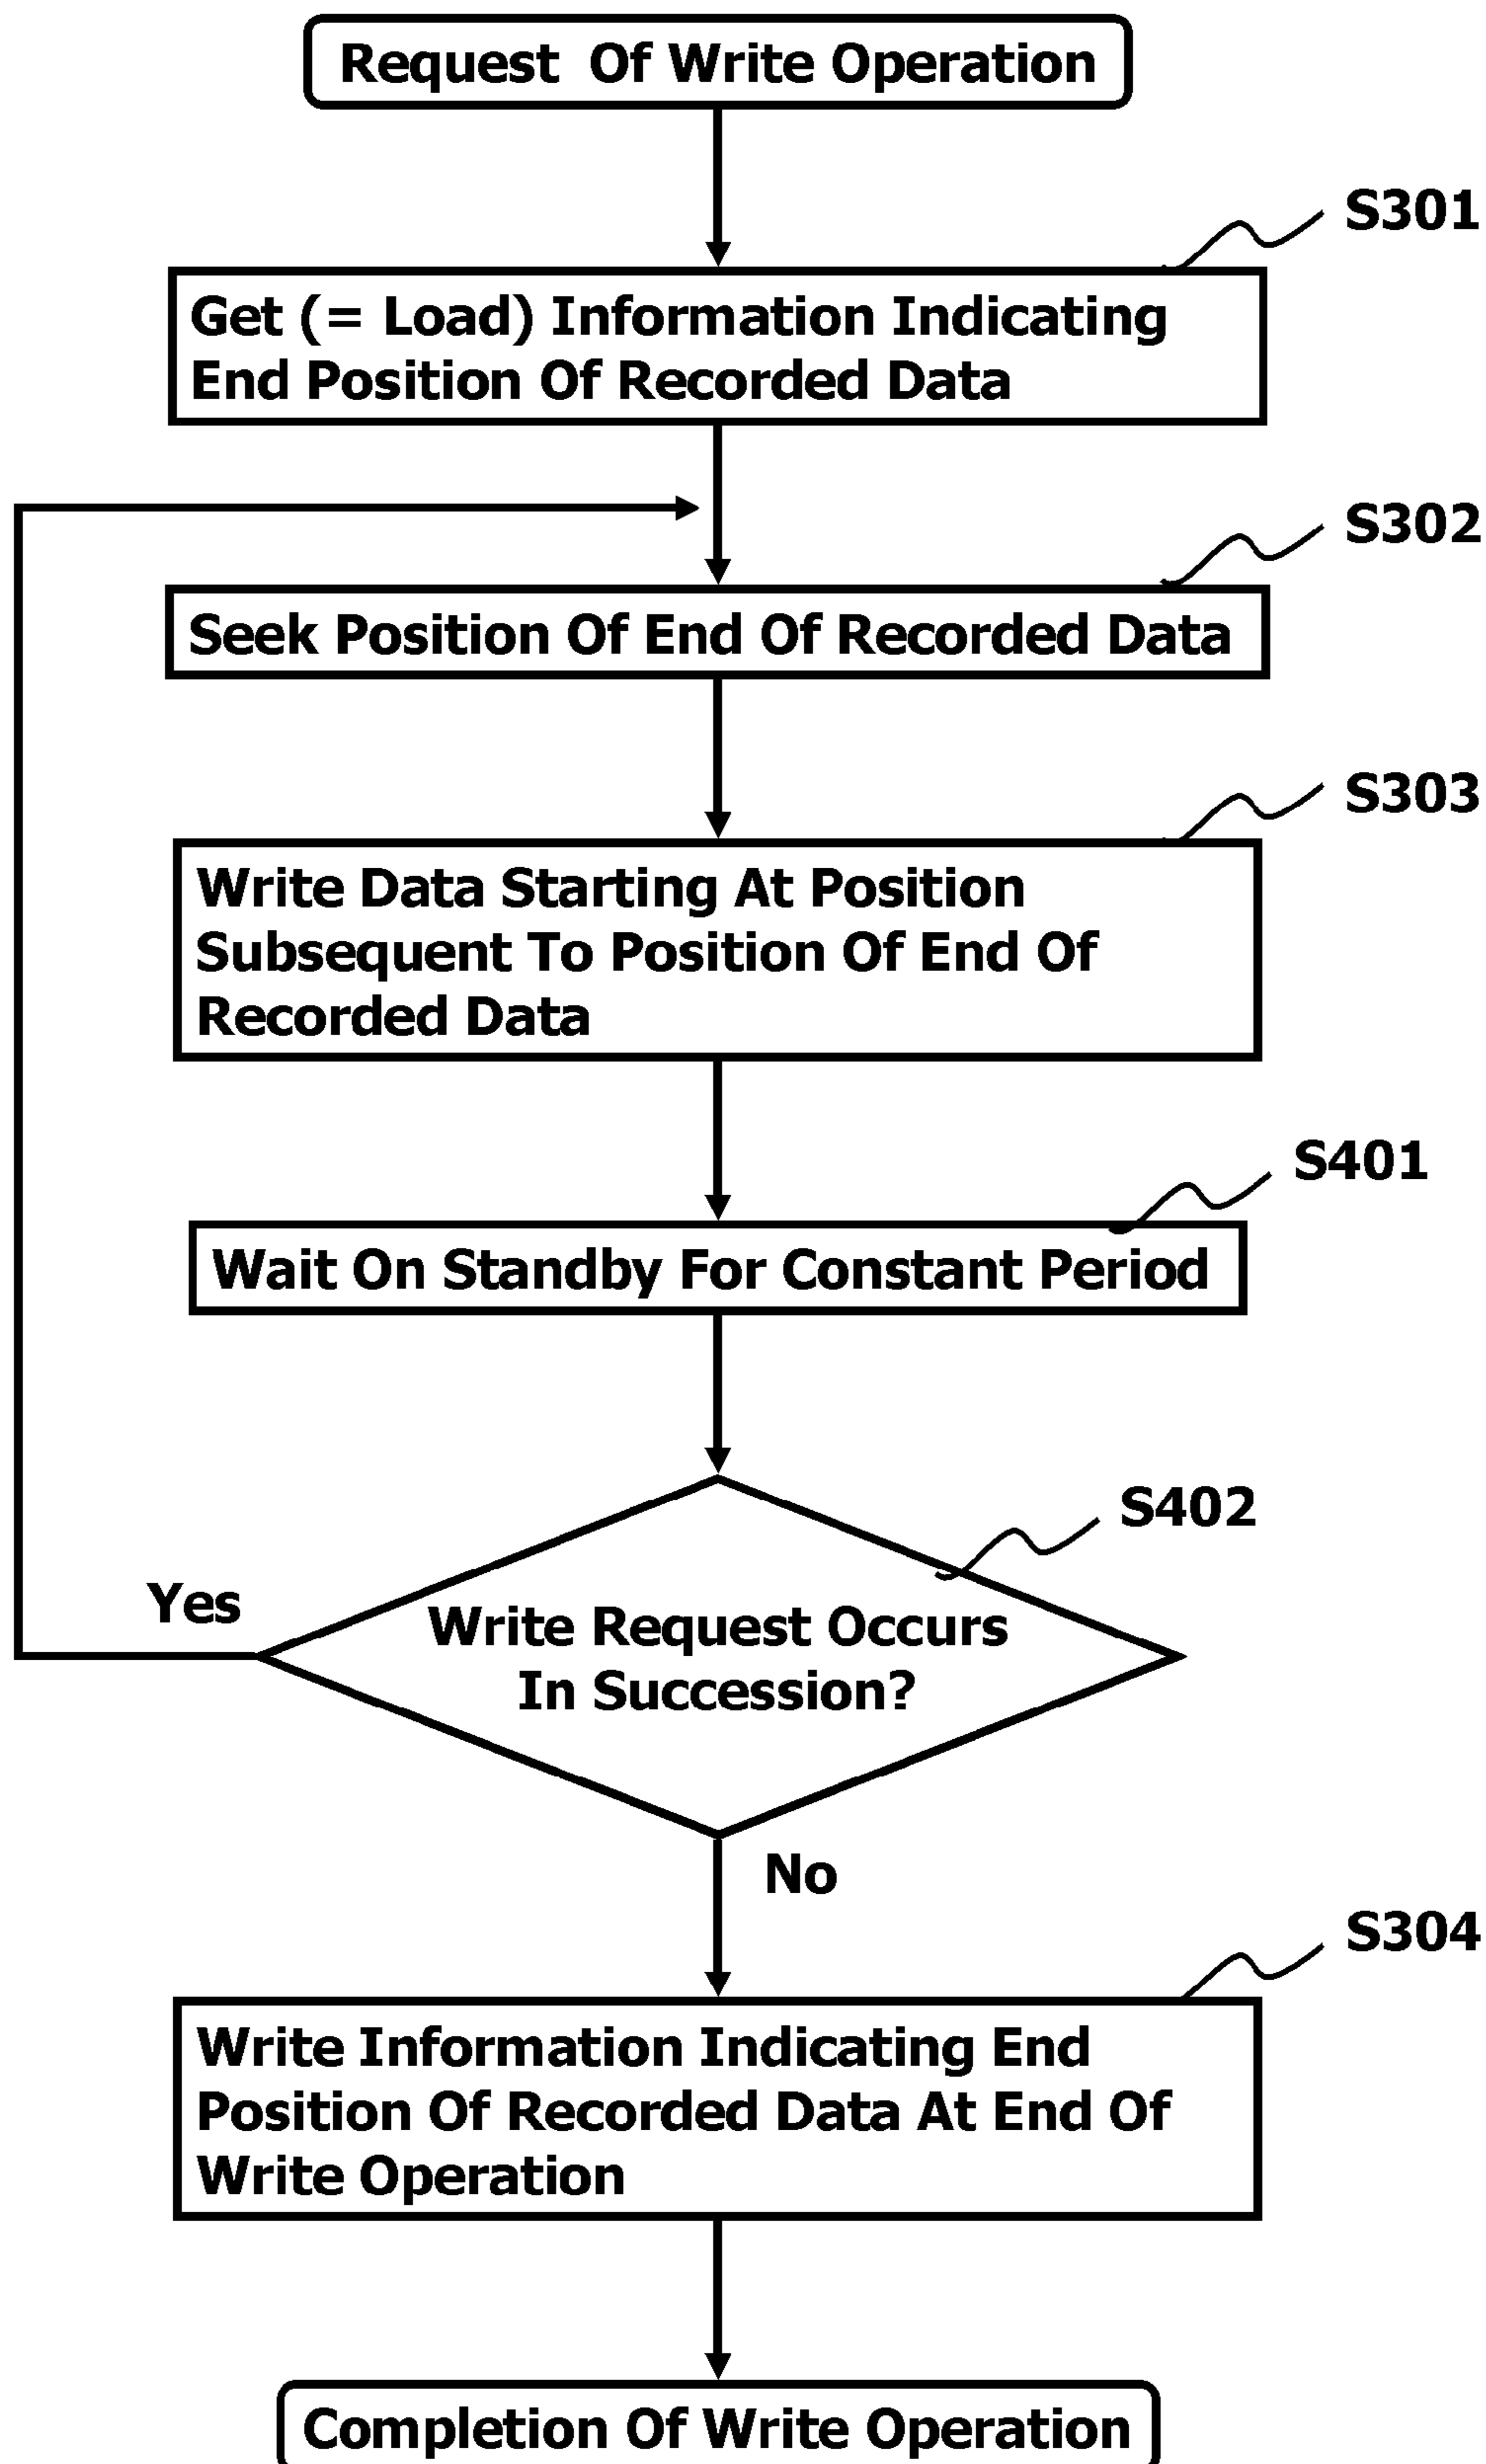 Request Of Write Operation
S301
Get (= Load) Information Indicating
End Position Of Recorded Data
S302
Seek Position Of End Of Recorded Data
S303
Write Data Starting At Position
Subsequent To Position Of End Of
Recorded Data
S401
Wait On Standby For Constant Period
S402
Yes
Write Request Occurs
In Succession?
No
S304
Write Information Indicating End
Position Of Recorded Data At End Of
Write Operation
Completion Of Write Operation